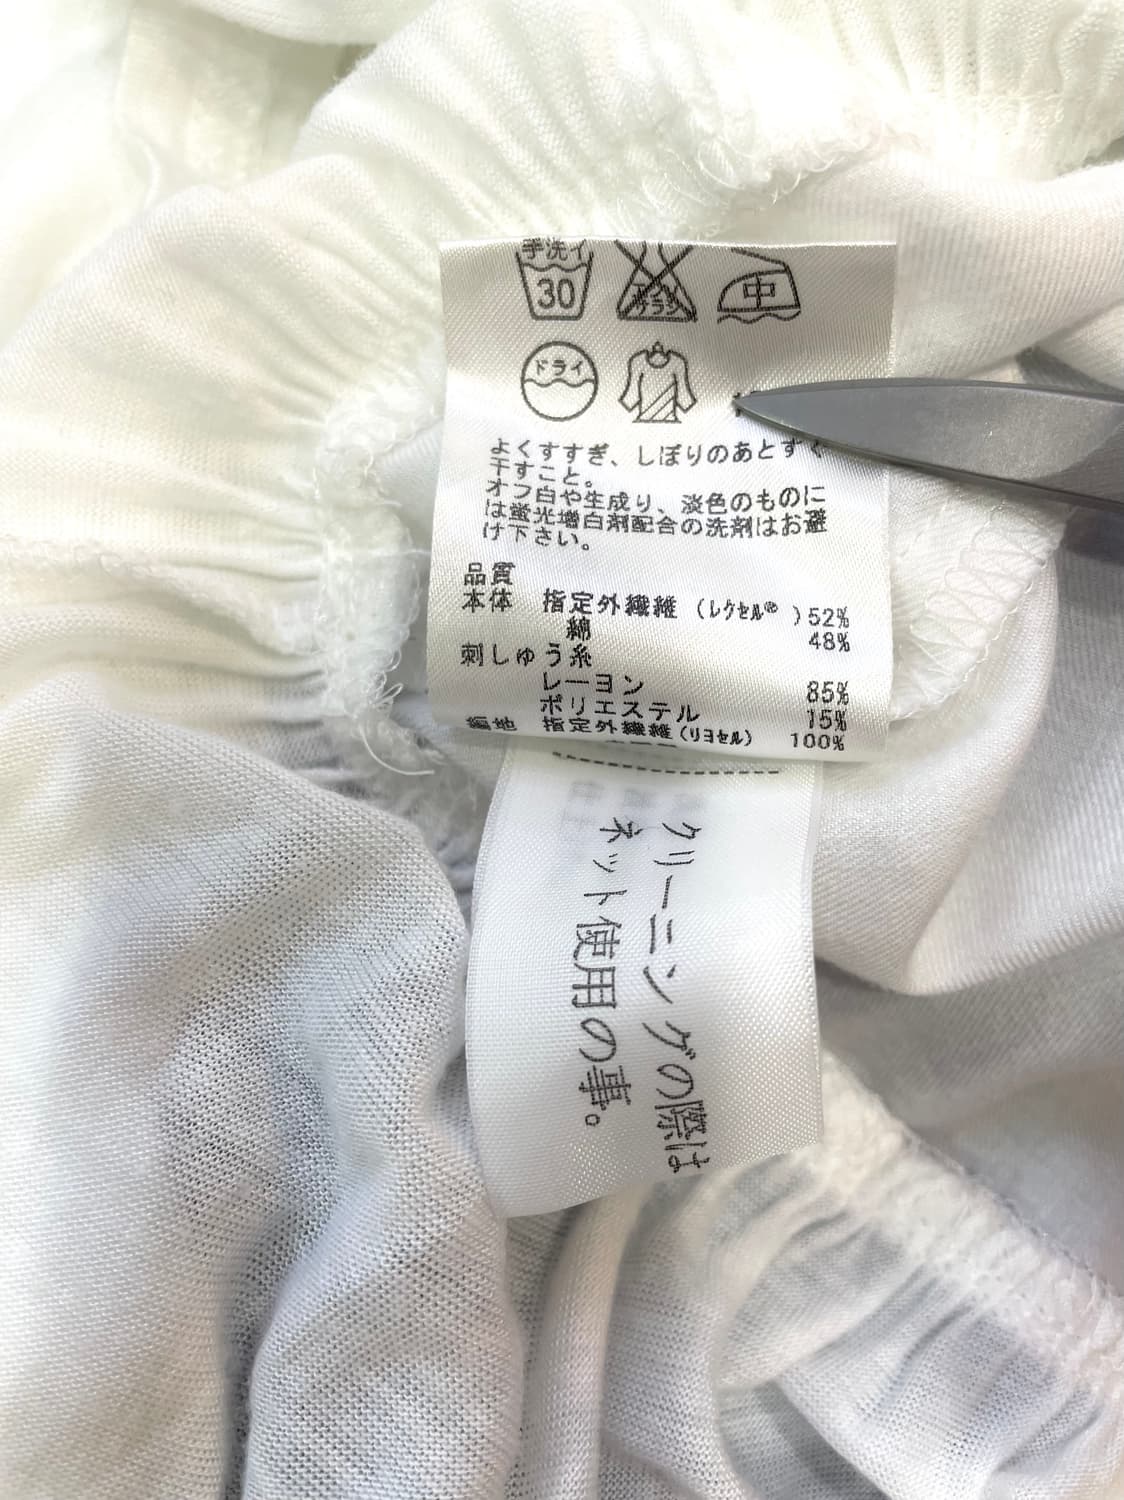 手洗イ
30
エンソ
サラシ
中
ドライ
よくすすぎ、しぼりのあとすぐ
干すこと。
オフ白や生成り、淡色のものに
は蛍光増白剤配合の洗剤はお避
け下さい。
品質
本体 指定外繊維(レクセル® )52%
綿 48%
刺しゅう糸
レーヨン 85%
ポリエステル 15%
指定外繊維(リヨセル) 100%
クリーニングの際は
ネット使用の事。